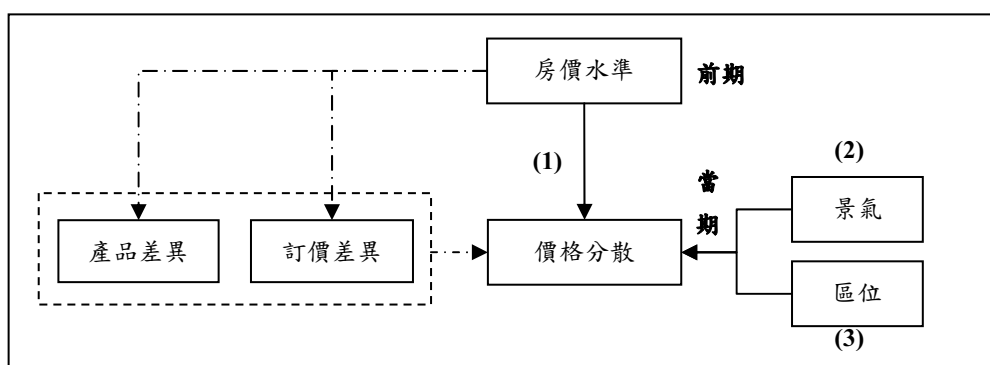 房價水準
前期
(1)
(2)
當
期
景氣
產品差異
訂價差異
價格分散
區位
(3)